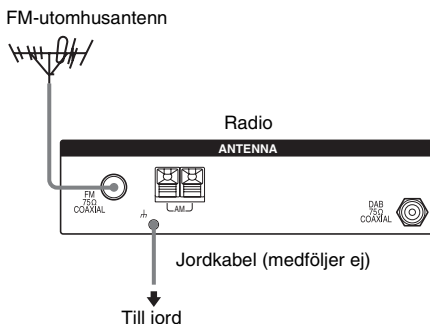 FM-utomhusantenn
Radio
ANTENNA
FM
75Ω
COAXIAL
AM
DAB
75Ω
COAXIAL
Jordkabel (medföljer ej)
Till jord